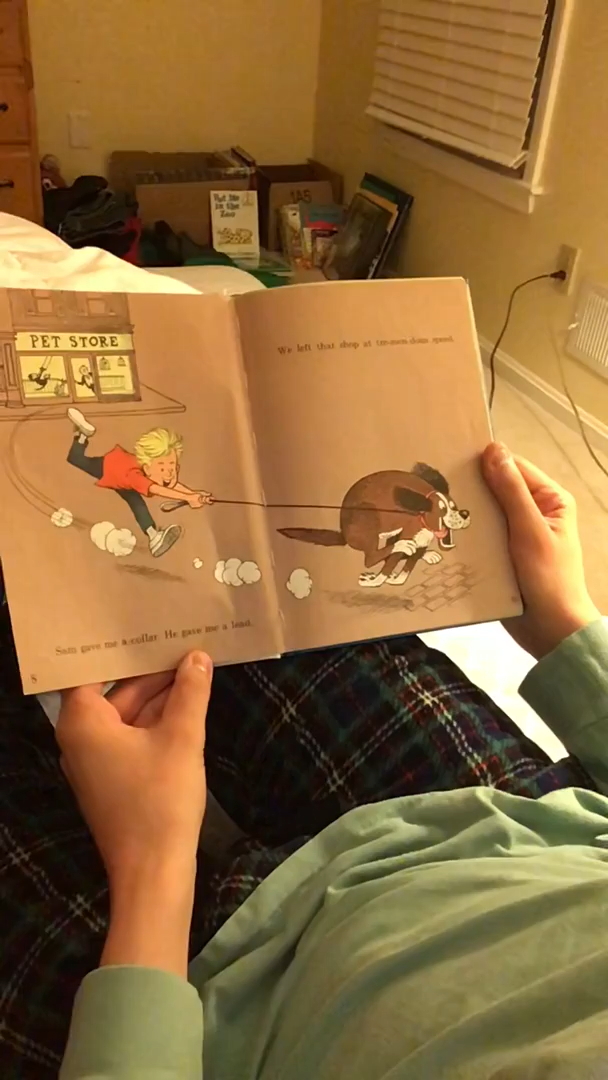 Put Me
in the
Zoo
1A5
PET STORE
We left that shop at tre-men-dous speed.
Sam gave me a collar. He gave me a lead.
8